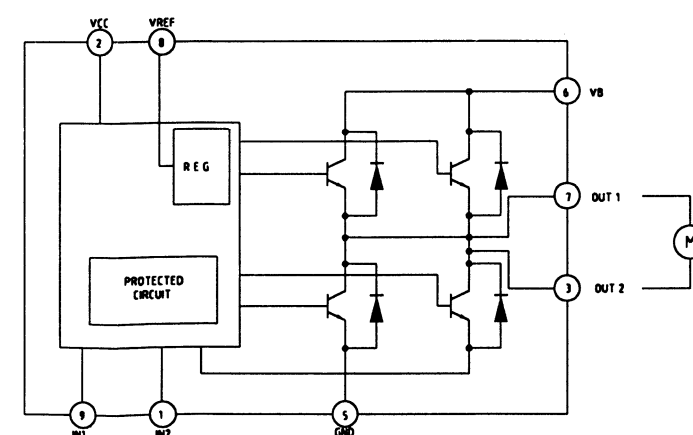 VCC
VREF
2
8
6
VB
REG
7
OUT 1
M
PROTECTED
CIRCUIT
3
OUT 2
9
1
5
IN1
IN2
GND